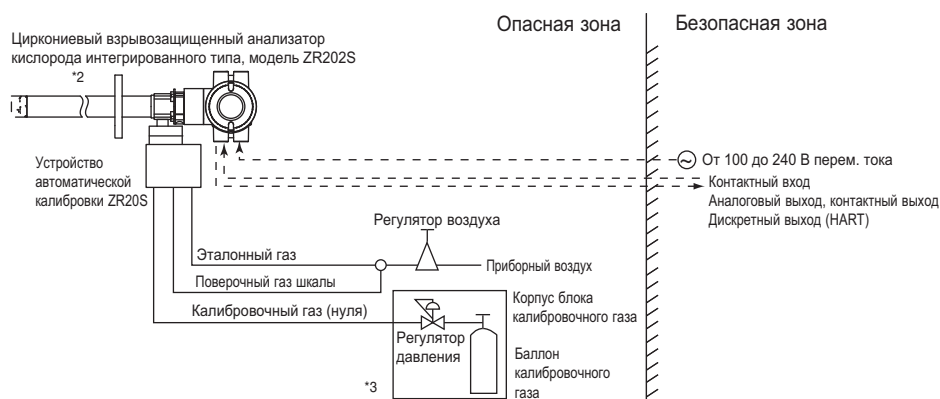 Опасная зона
Безопасная зона
Циркониевый взрывозащищенный анализатор
кислорода интегрированного типа, модель ZR202S
*2
Устройство
автоматической
калибровки ZR20S
От 100 до 240 В перем. тока
Контактный вход
Аналоговый выход, контактный выход
Дискретный выход (HART)
Регулятор воздуха
Эталонный газ
Приборный воздух
Поверочный газ шкалы
Калибровочный газ (нуля)
Корпус блока
калибровочного газа
Регулятор
давления
Баллон
калибровочного
газа
*3